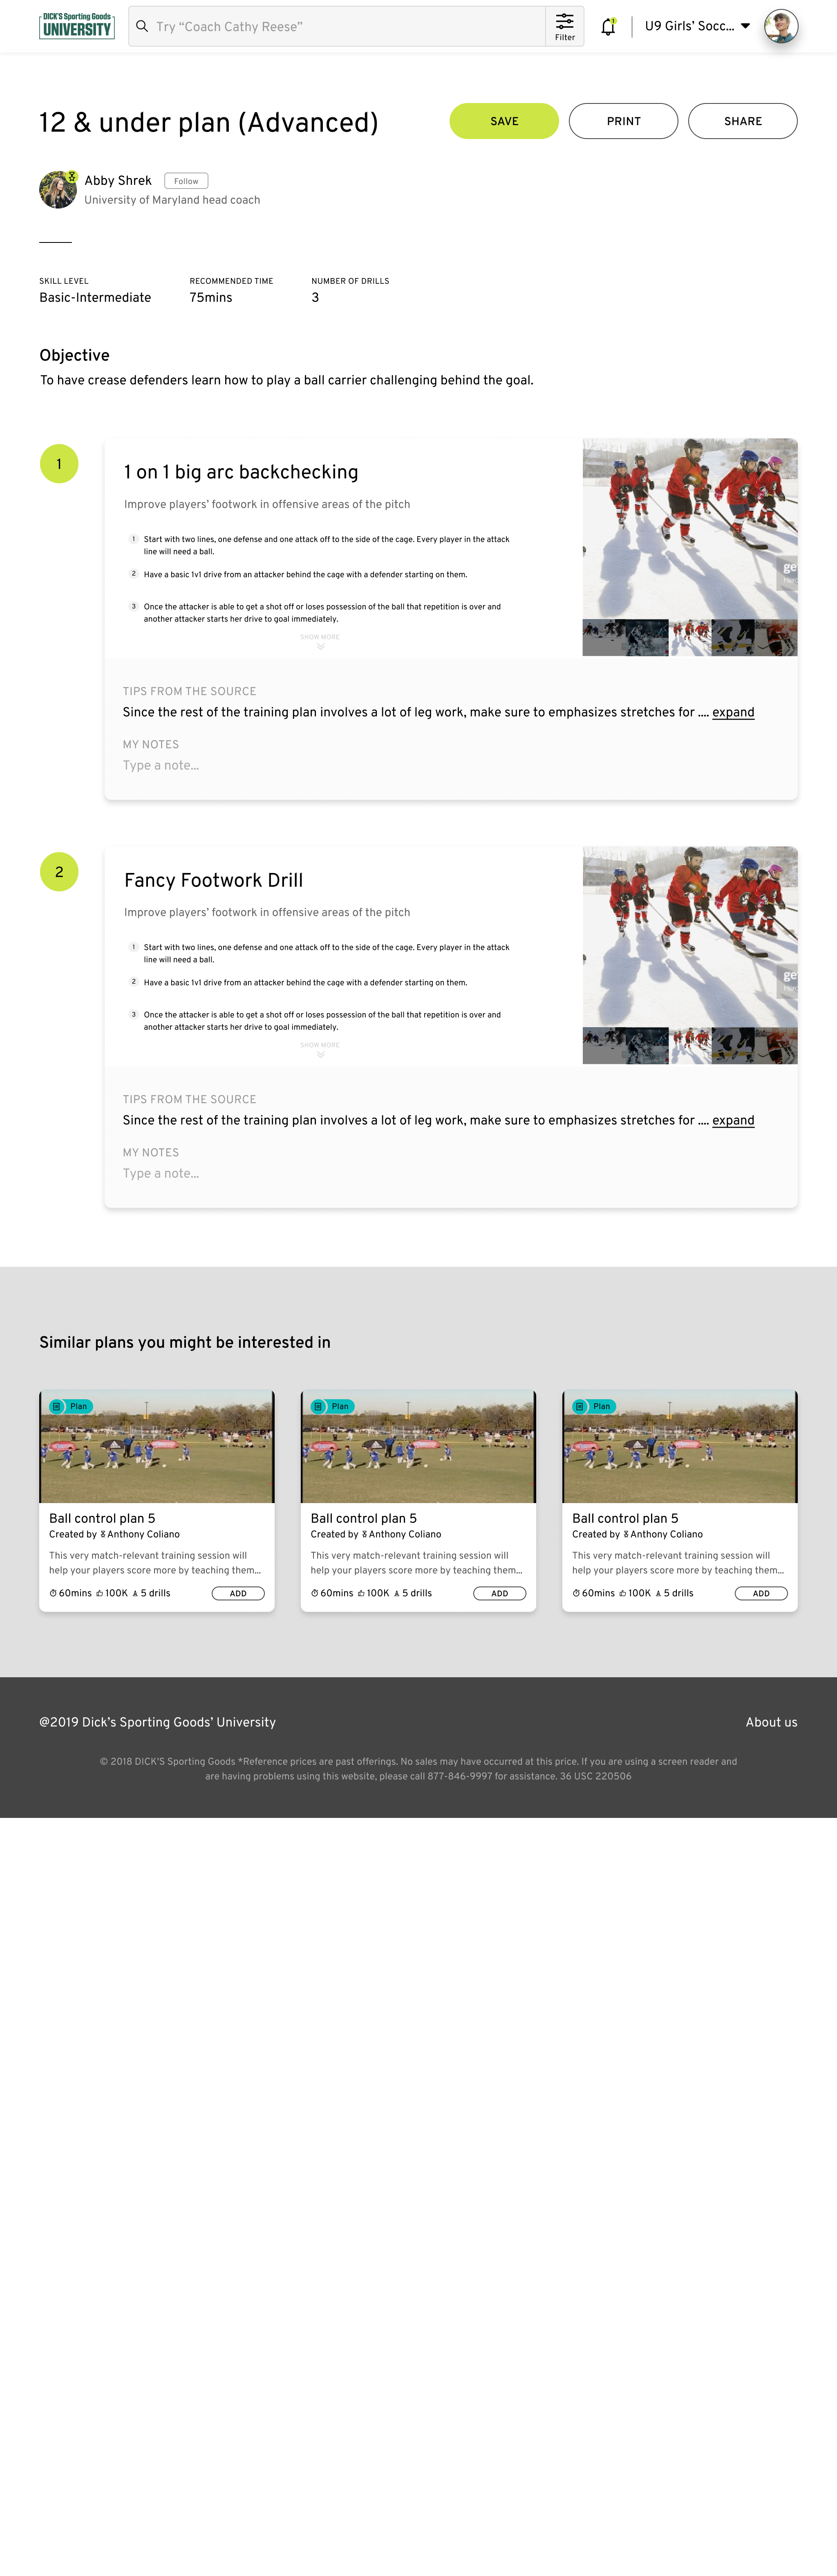 DICK'S Sporting Goods
UNIVERSITY
Try “Coach Cathy Reese”
Filter
1
U9 Girls’ Socc...
12 & under plan (Advanced)
SAVE
PRINT
SHARE
Abby Shrek
Follow
University of Maryland head coach
SKILL LEVEL
RECOMMENDED TIME
NUMBER OF DRILLS
Basic-Intermediate
75mins
3
Objective
To have crease defenders learn how to play a ball carrier challenging behind the goal.
1
1 on 1 big arc backchecking
Improve players’ footwork in offensive areas of the pitch
1 Start with two lines, one defense and one attack off to the side of the cage. Every player in the attack
line will need a ball.
2 Have a basic 1v1 drive from an attacker behind the cage with a defender starting on them.
3 Once the attacker is able to get a shot off or loses possession of the ball that repetition is over and
another attacker starts her drive to goal immediately.
SHOW MORE
ge
TIPS FROM THE SOURCE
Since the rest of the training plan involves a lot of leg work, make sure to emphasizes stretches for .... expand
MY NOTES
Type a note...
2
Fancy Footwork Drill
Improve players’ footwork in offensive areas of the pitch
1 Start with two lines, one defense and one attack off to the side of the cage. Every player in the attack
line will need a ball.
2 Have a basic 1v1 drive from an attacker behind the cage with a defender starting on them.
3 Once the attacker is able to get a shot off or loses possession of the ball that repetition is over and
another attacker starts her drive to goal immediately.
SHOW MORE
ge
TIPS FROM THE SOURCE
Since the rest of the training plan involves a lot of leg work, make sure to emphasizes stretches for .... expand
MY NOTES
Type a note...
Similar plans you might be interested in
Plan
Ball control plan 5
Created by Anthony Coliano
This very match-relevant training session will
help your players score more by teaching them...
60mins 100K 5 drills
ADD
Plan
Ball control plan 5
Created by Anthony Coliano
This very match-relevant training session will
help your players score more by teaching them...
60mins 100K 5 drills
ADD
Plan
Ball control plan 5
Created by Anthony Coliano
This very match-relevant training session will
help your players score more by teaching them...
60mins 100K 5 drills
ADD
@2019 Dick’s Sporting Goods’ University
About us
© 2018 DICK'S Sporting Goods *Reference prices are past offerings. No sales may have occurred at this price. If you are using a screen reader and
are having problems using this website, please call 877-846-9997 for assistance. 36 USC 220506